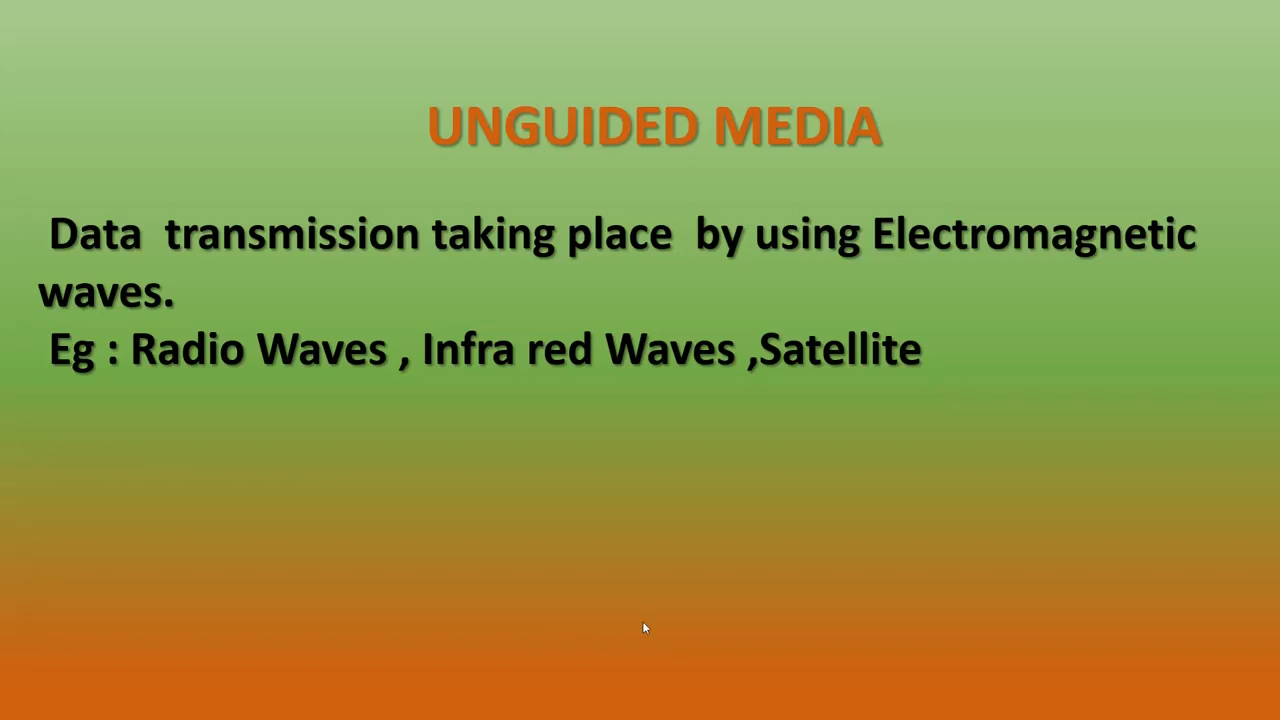 UNGUIDED MEDIA
Data transmission taking place by using Electromagnetic
waves.
Eg : Radio Waves , Infra red Waves ,Satellite